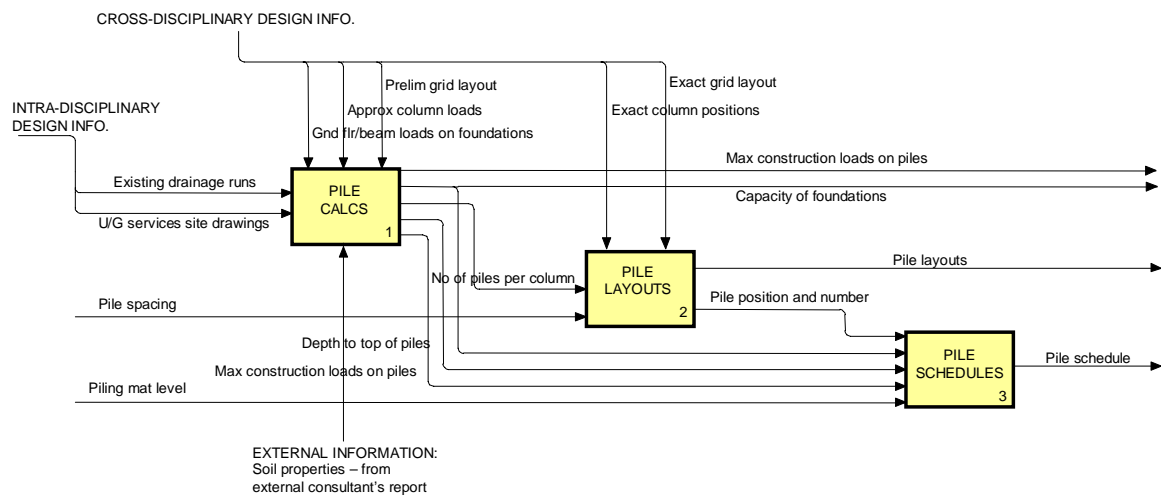 CROSS-DISCIPLINARY DESIGN INFO.
Prelim grid layout
Exact grid layout
INTRA-DISCIPLINARY
DESIGN INFO.
Approx column loads
Exact column positions
Gnd flr/beam loads on foundations
Max construction loads on piles
Existing drainage runs
PILE
CALCS
1
Capacity of foundations
U/G services site drawings
Pile layouts
No of piles per column
PILE
LAYOUTS
2
Pile position and number
Pile spacing
Depth to top of piles
Max construction loads on piles
PILE
SCHEDULES
3
Pile schedule
Piling mat level
EXTERNAL INFORMATION:
Soil properties – from
external consultant's report